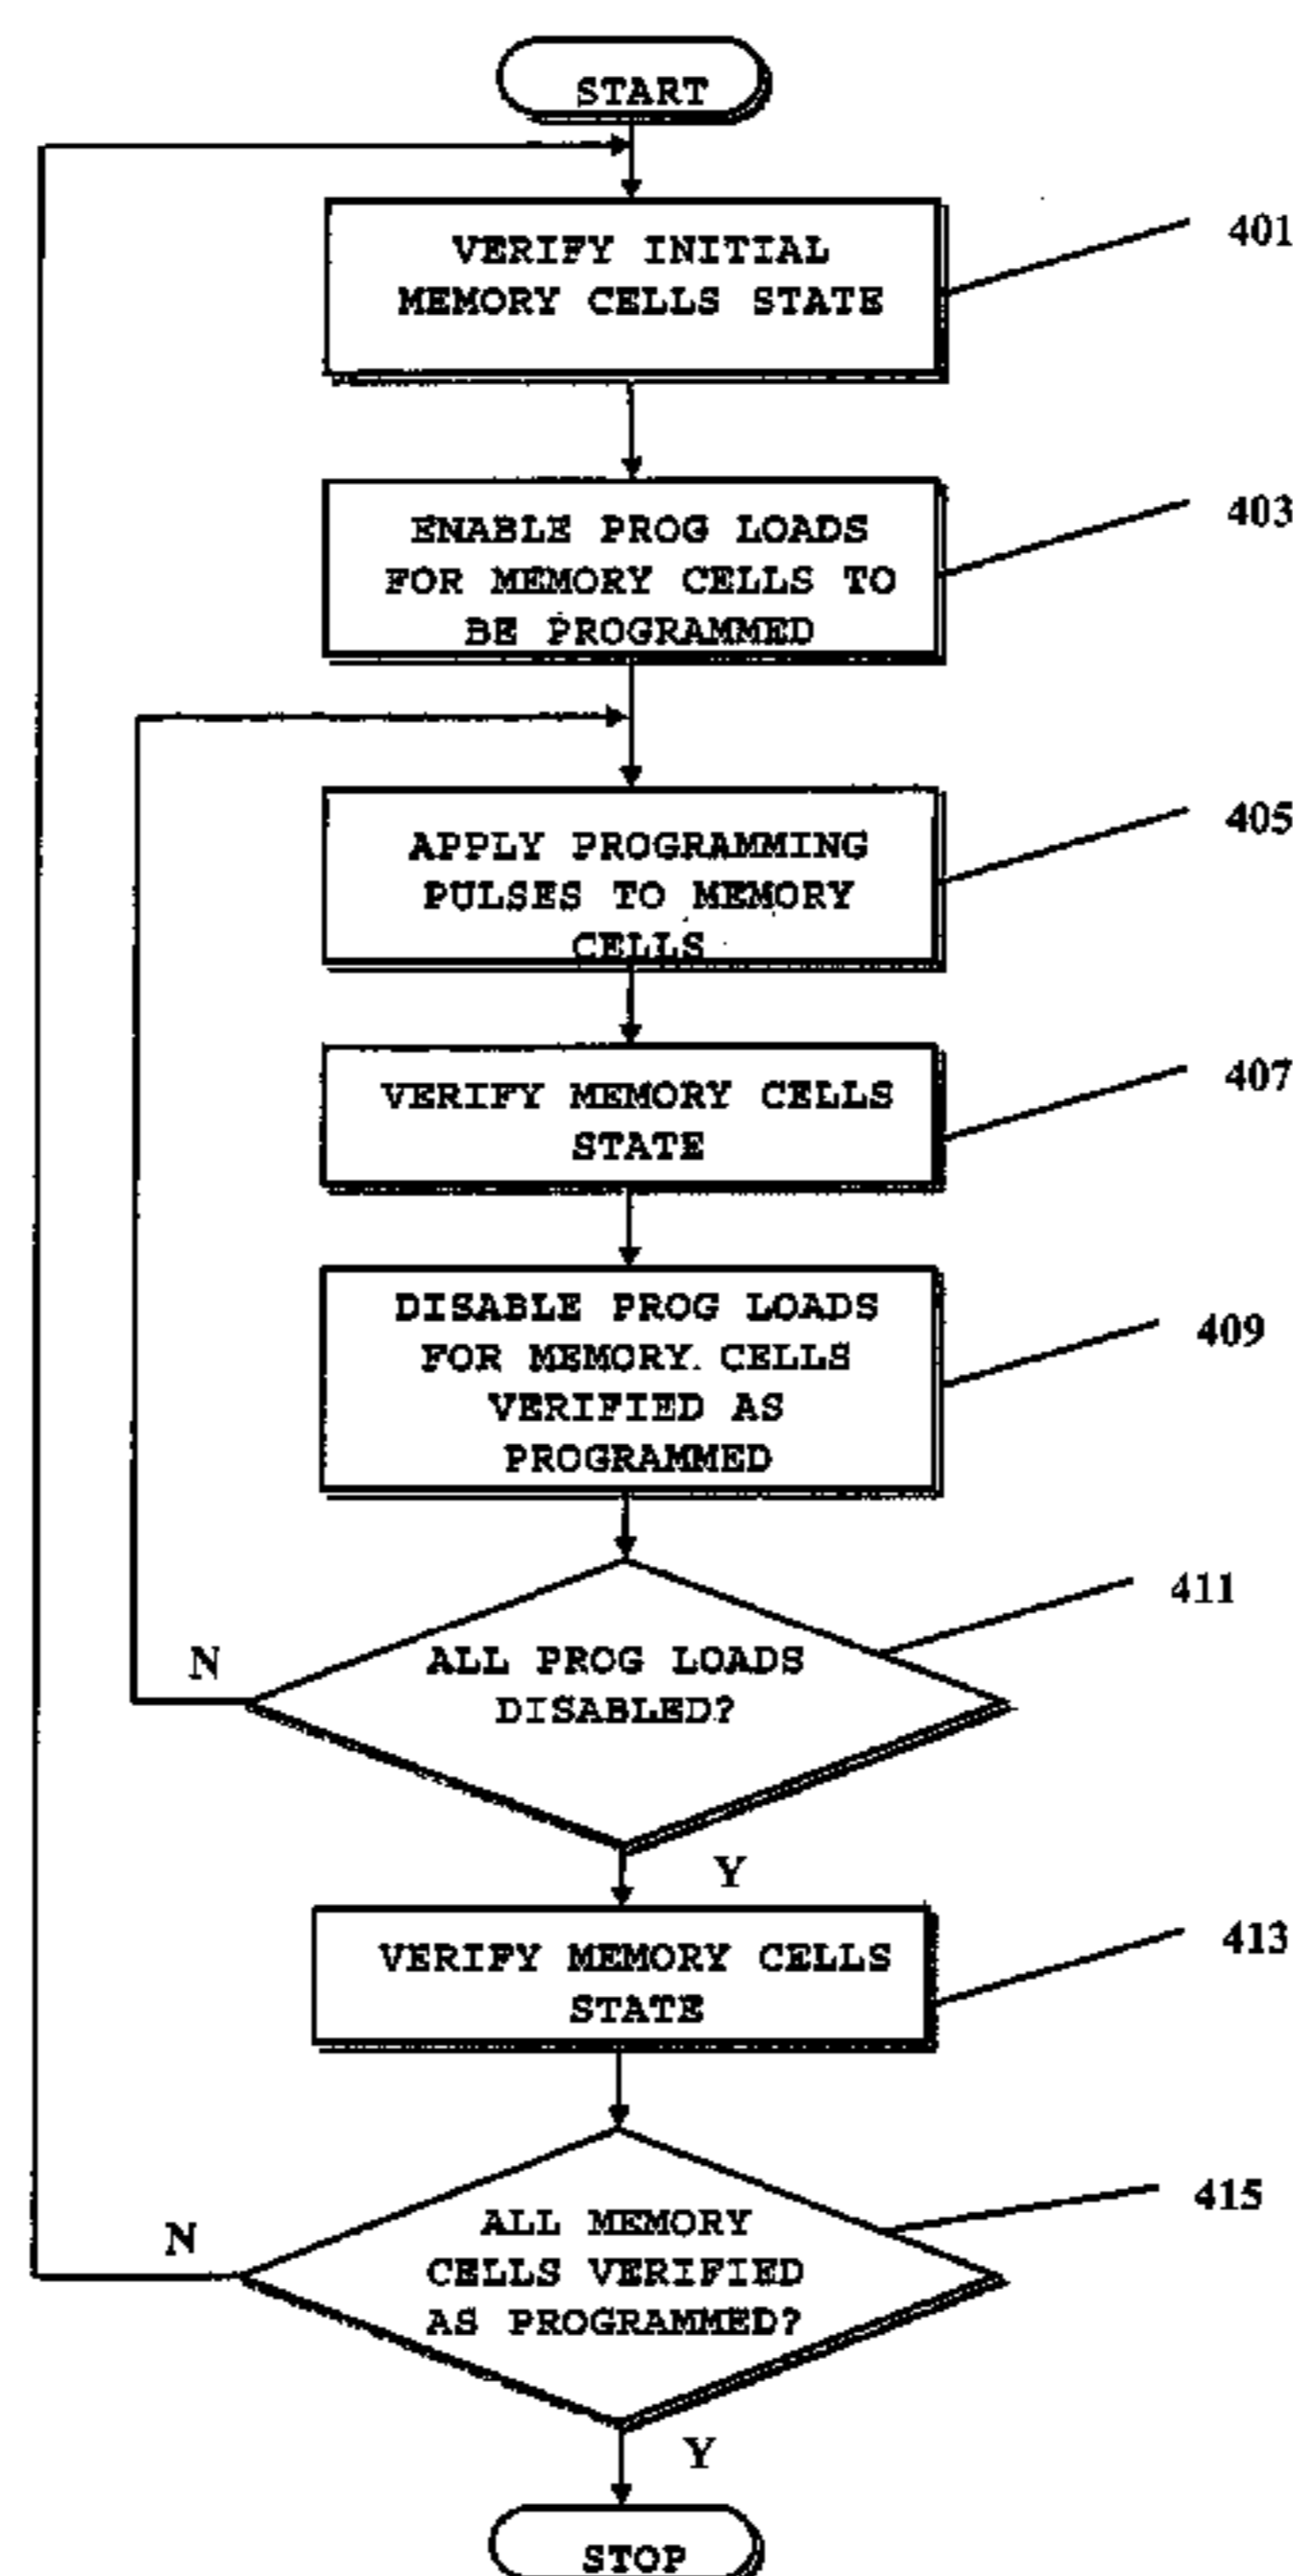 START
VERIFY INITIAL
MEMORY CELLS STATE
401
ENABLE PROG LOADS
FOR MEMORY CELLS TO
BE PROGRAMMED
403
APPLY PROGRAMMING
PULSES TO MEMORY
CELLS
405
VERIFY MEMORY CELLS
STATE
407
DISABLE PROG LOADS
FOR MEMORY CELLS
VERIFIED AS
PROGRAMMED
409
ALL PROG LOADS
DISABLED?
411
N
Y
VERIFY MEMORY CELLS
STATE
413
ALL MEMORY
CELLS VERIFIED
AS PROGRAMMED?
415
N
Y
STOP